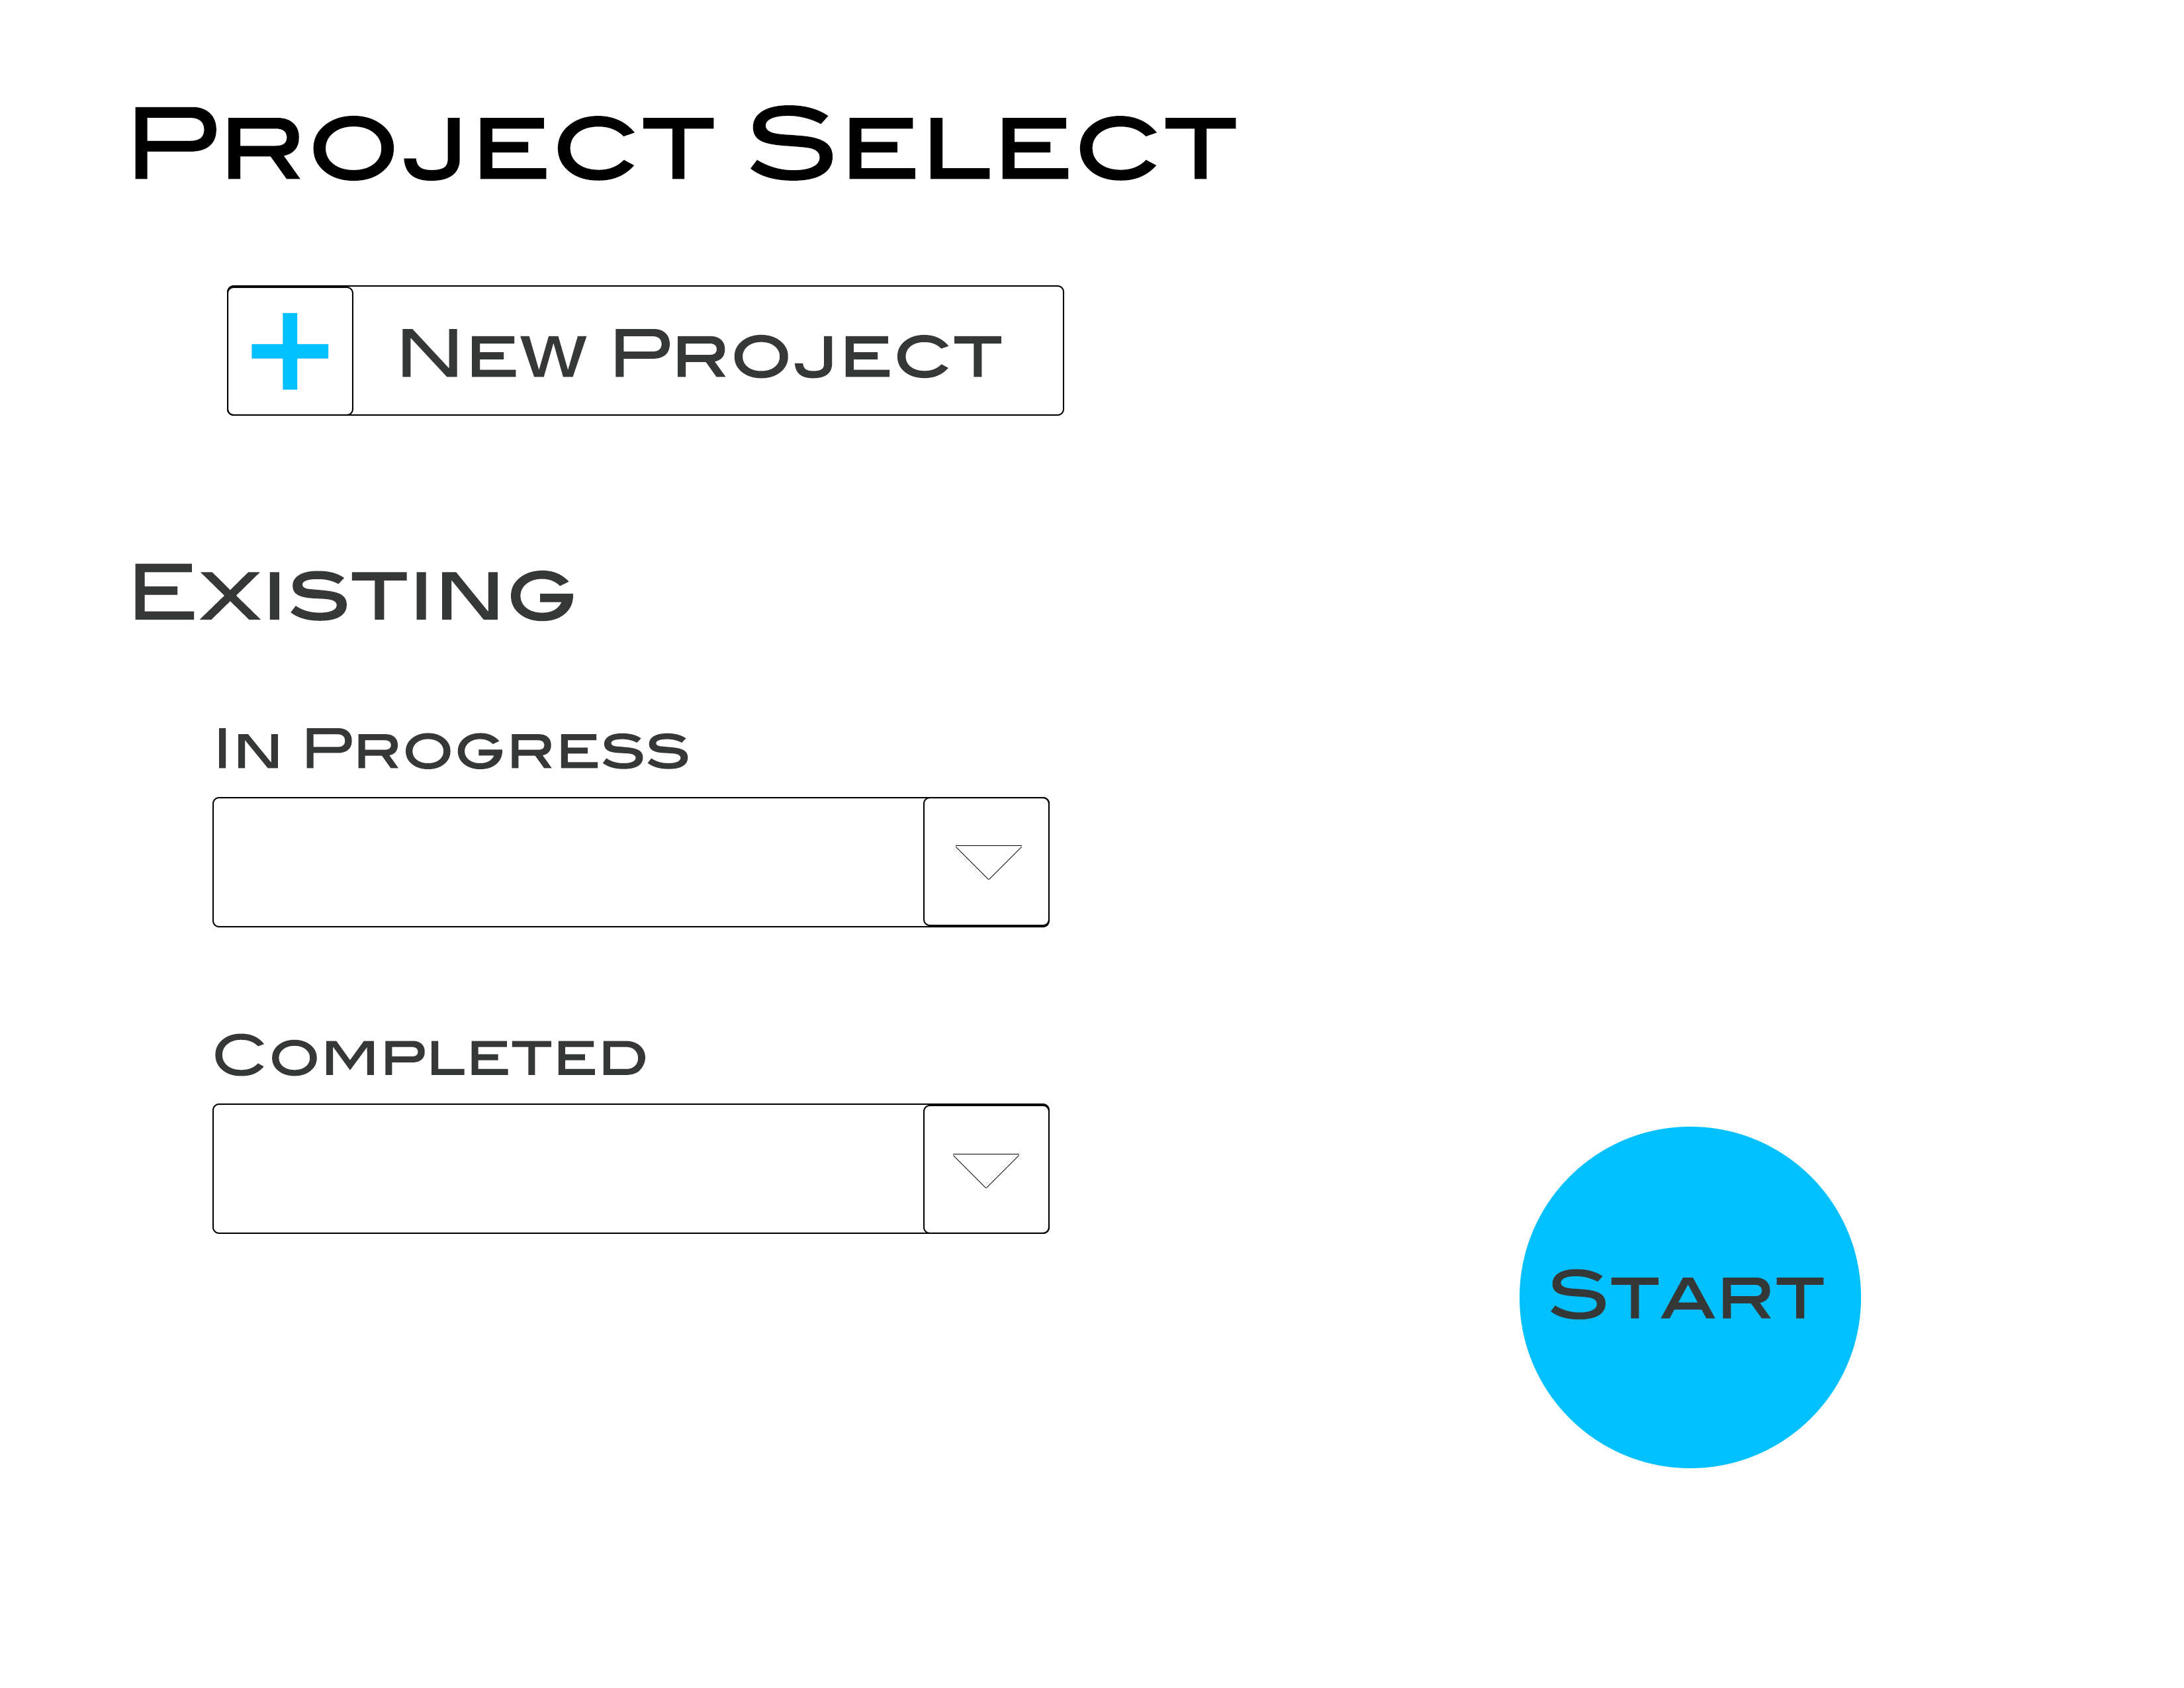 Project Select
New Project
Existing
In Progress
Completed
Start